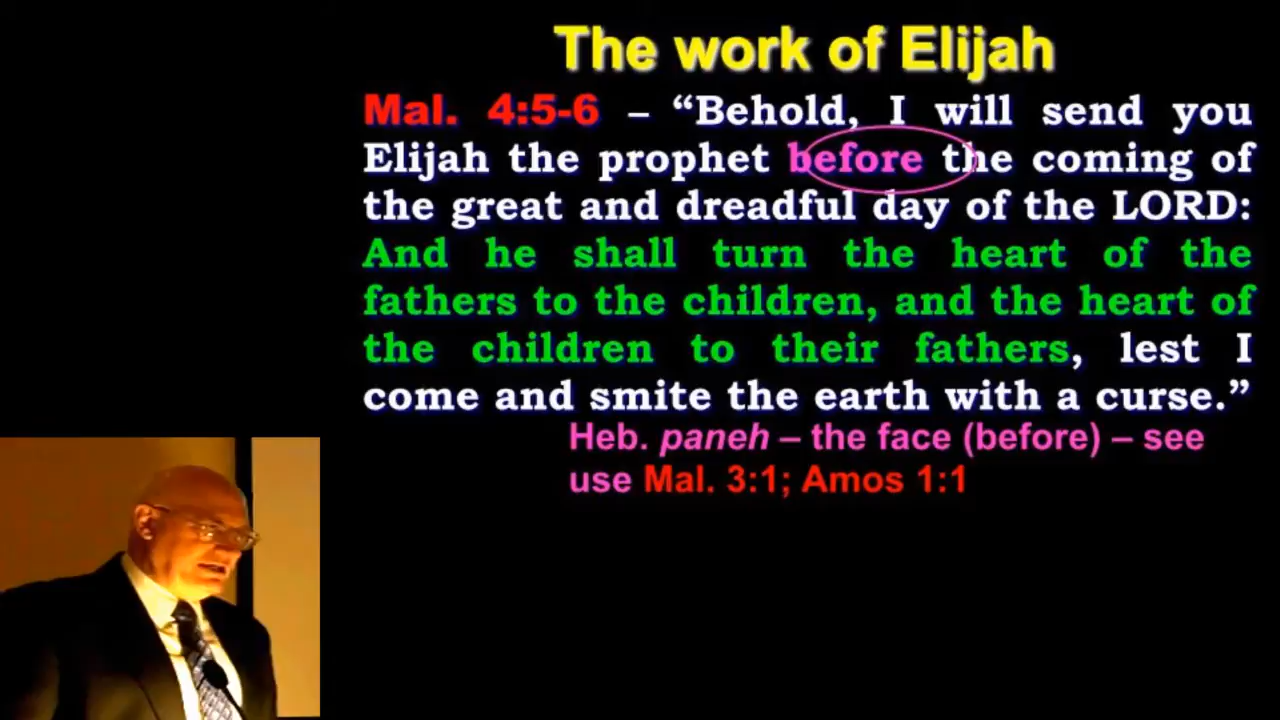 The work of Elijah
Mal. 4:5-6 – “Behold, I will send you
Elijah the prophet before the coming of
the great and dreadful day of the LORD:
And he shall turn the heart of the
fathers to the children, and the heart of
the children to their fathers, lest I
come and smite the earth with a curse.”
Heb. paneh – the face (before) – see
use Mal. 3:1; Amos 1:1